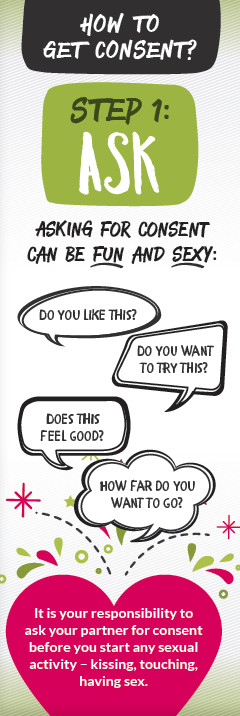 HOW TO
GET CONSENT?
STEP 1:
ASK
ASKING FOR CONSENT
CAN BE FUN AND SEXY:
DO YOU LIKE THIS?
DO YOU WANT
TO TRY THIS?
DOES THIS
FEEL GOOD?
HOW FAR DO YOU
WANT TO GO?
It is your responsibility to
ask your partner for consent
before you start any sexual
activity – kissing, touching,
having sex.